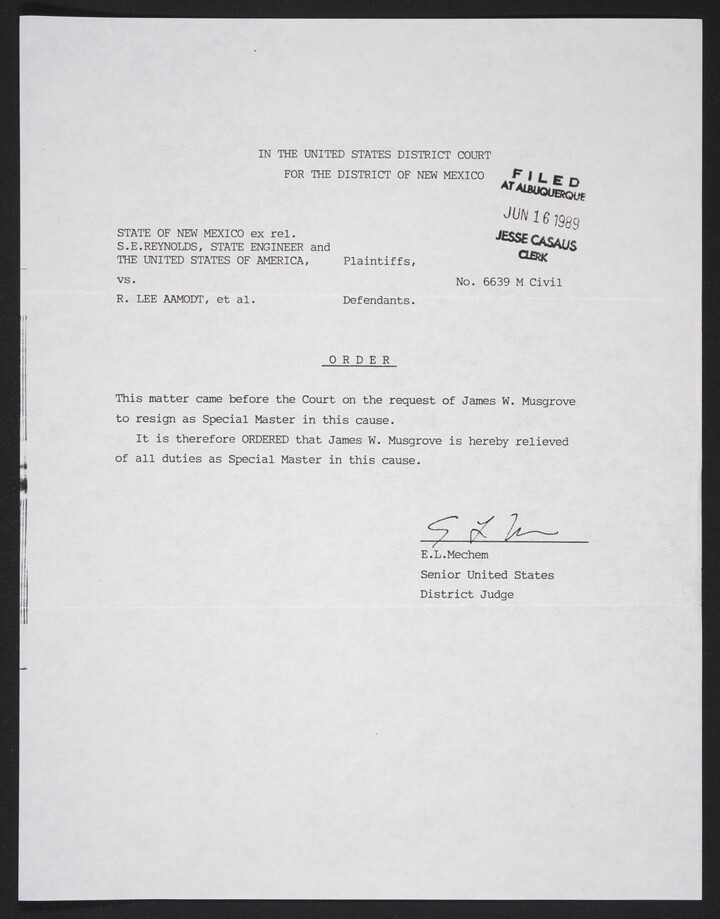 IN THE UNITED STATES DISTRICT COURT
FOR THE DISTRICT OF NEW MEXICO
FILED
AT ALBUQUERQUE
JUN 16 1989
JESSE CASAUS
CLERK
STATE OF NEW MEXICO ex rel.
S.E.REYNOLDS, STATE ENGINEER and
THE UNITED STATES OF AMERICA, Plaintiffs,
vs. No. 6639 M Civil
R. LEE AAMODT, et al. Defendants.
O R D E R
This matter came before the Court on the request of James W. Musgrove
to resign as Special Master in this cause.
It is therefore ORDERED that James W. Musgrove is hereby relieved
of all duties as Special Master in this cause.
E.L.Mechem
Senior United States
District Judge